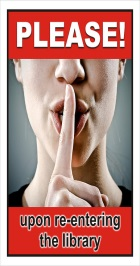 PLEASE!
upon re-entering
the library